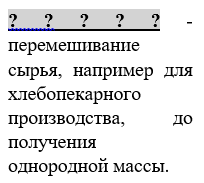 ? ? ? ? ? -
перемешивание
сырья, например для
хлебопекарного
производства, до
получения
однородной массы.